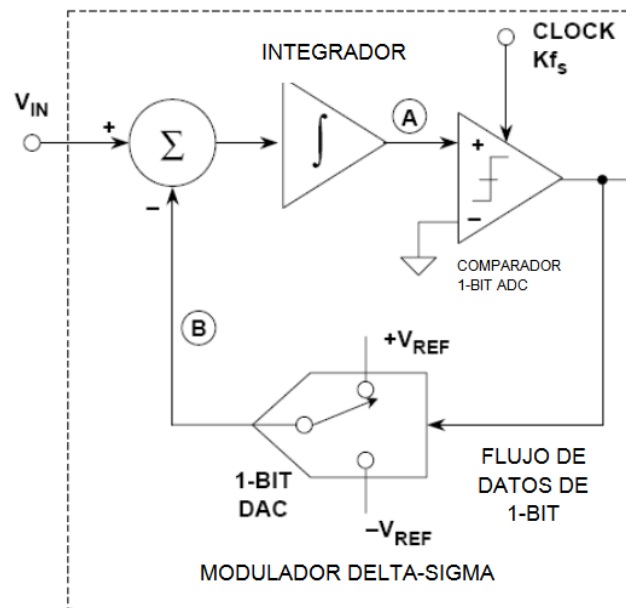 CLOCK
Kfs
INTEGRADOR
VIN
+
Σ
−
∫
A
+
−
COMPARADOR
1-BIT ADC
B
+VREF
1-BIT
DAC
−VREF
FLUJO DE
DATOS DE
1-BIT
MODULADOR DELTA-SIGMA